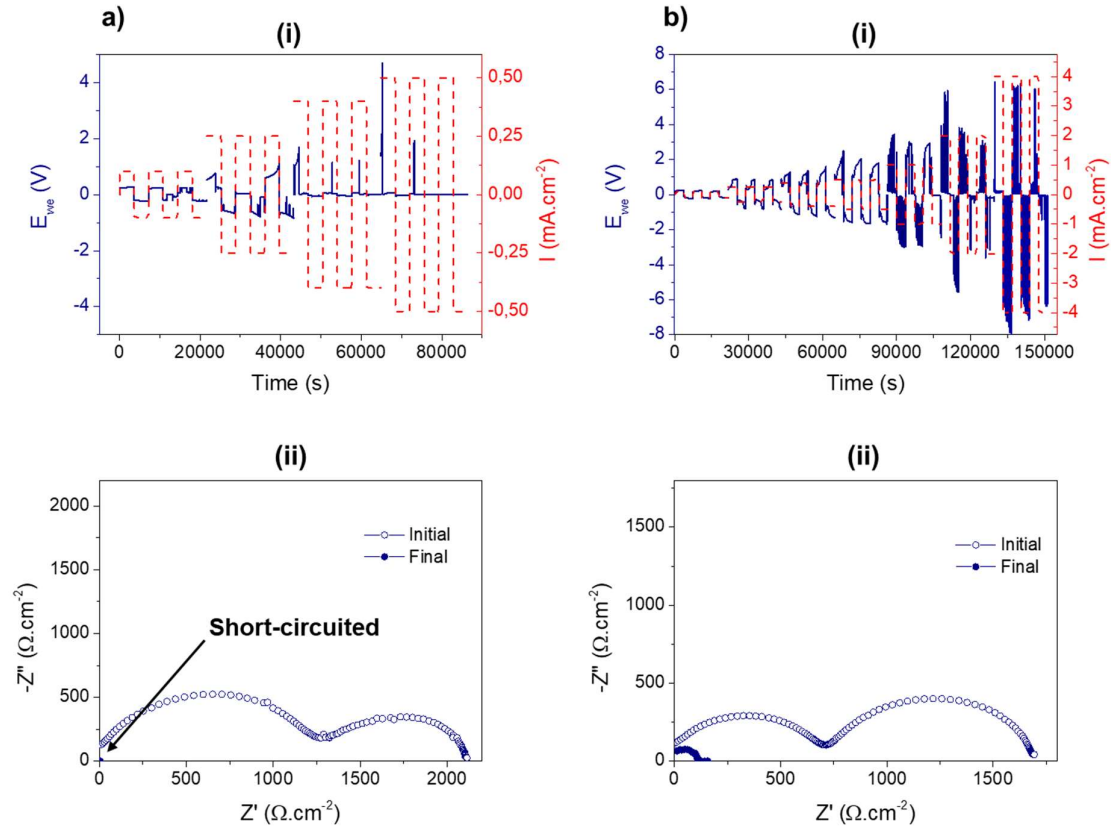 a)
(i)
E_we (V)
4
2
0
-2
-4
0,50
0,25
0,00
-0,25
-0,50
I (mA.cm⁻²)
0 20000 40000 60000 80000
Time (s)
b)
(i)
E_we (V)
8
6
4
2
0
-2
-4
-6
-8
4
3
2
1
0
-1
-2
-3
-4
I (mA.cm⁻²)
0 30000 60000 90000 120000 150000
Time (s)
(ii)
-Z" (Ω.cm⁻²)
2000
1500
1000
500
0
Initial
Final
Short-circuited
0 500 1000 1500 2000
Z' (Ω.cm⁻²)
(ii)
-Z" (Ω.cm⁻²)
1500
1000
500
0
Initial
Final
0 500 1000 1500
Z' (Ω.cm⁻²)